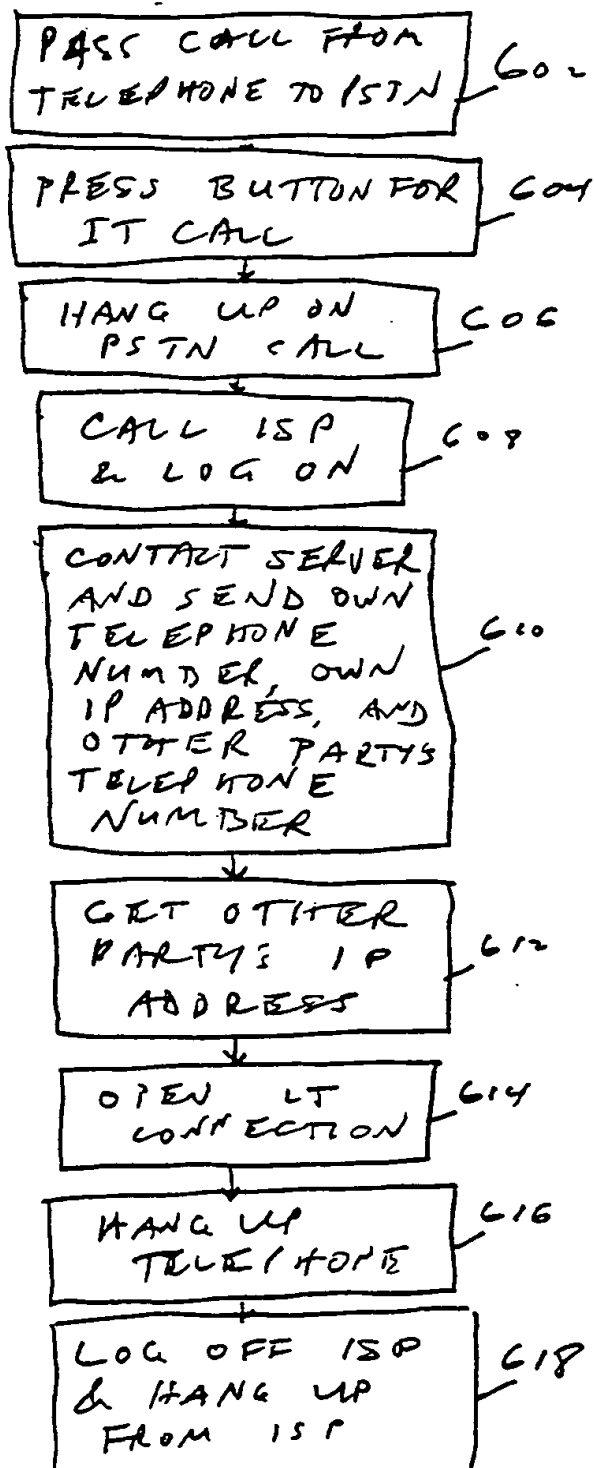 PASS CALL FROM
TELEPHONE TO PSTN
602
PRESS BUTTON FOR
IT CALL
604
HANG UP ON
PSTN CALL
606
CALL ISP
& LOG ON
608
CONTACT SERVER
AND SEND OWN
TELEPHONE
NUMBER, OWN
IP ADDRESS, AND
OTHER PARTY'S
TELEPHONE
NUMBER
610
GET OTHER
PARTY'S IP
ADDRESS
612
OPEN IT
CONNECTION
614
HANG UP
TELEPHONE
616
LOG OFF ISP
& HANG UP
FROM ISP
618